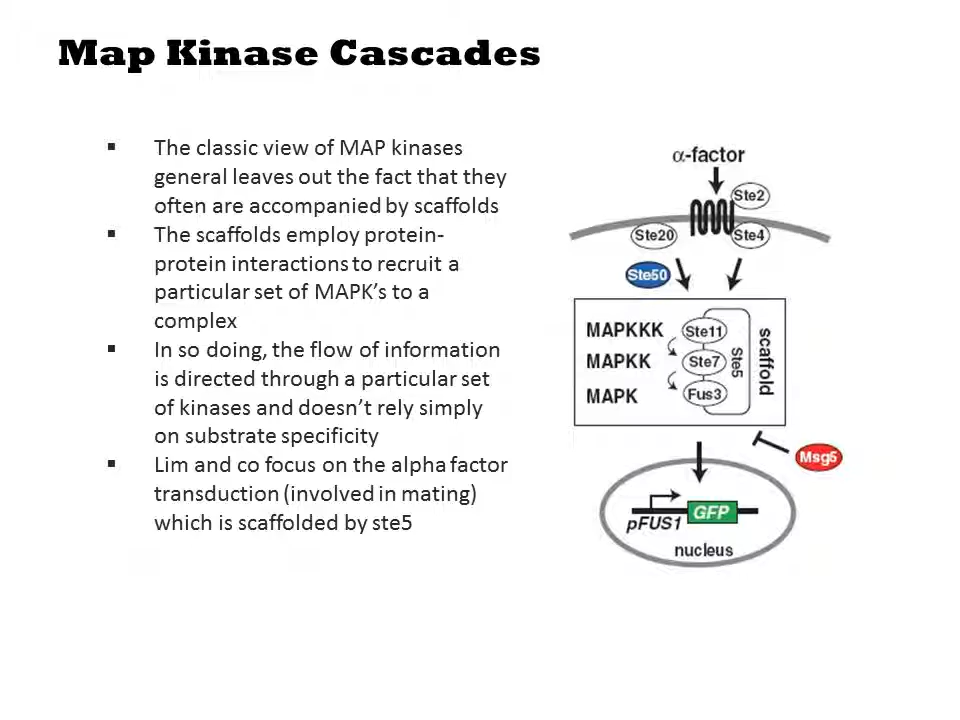 Map Kinase Cascades
▪ The classic view of MAP kinases
general leaves out the fact that they
often are accompanied by scaffolds
▪ The scaffolds employ protein-
protein interactions to recruit a
particular set of MAPK’s to a
complex
▪ In so doing, the flow of information
is directed through a particular set
of kinases and doesn’t rely simply
on substrate specificity
▪ Lim and co focus on the alpha factor
transduction (involved in mating)
which is scaffolded by ste5
α-factor
Ste2
Ste20
Ste4
Ste50
MAPKKK
Ste11
MAPKK
Ste7
MAPK
Fus3
Ste5
scaffold
Msg5
pFUS1
GFP
nucleus